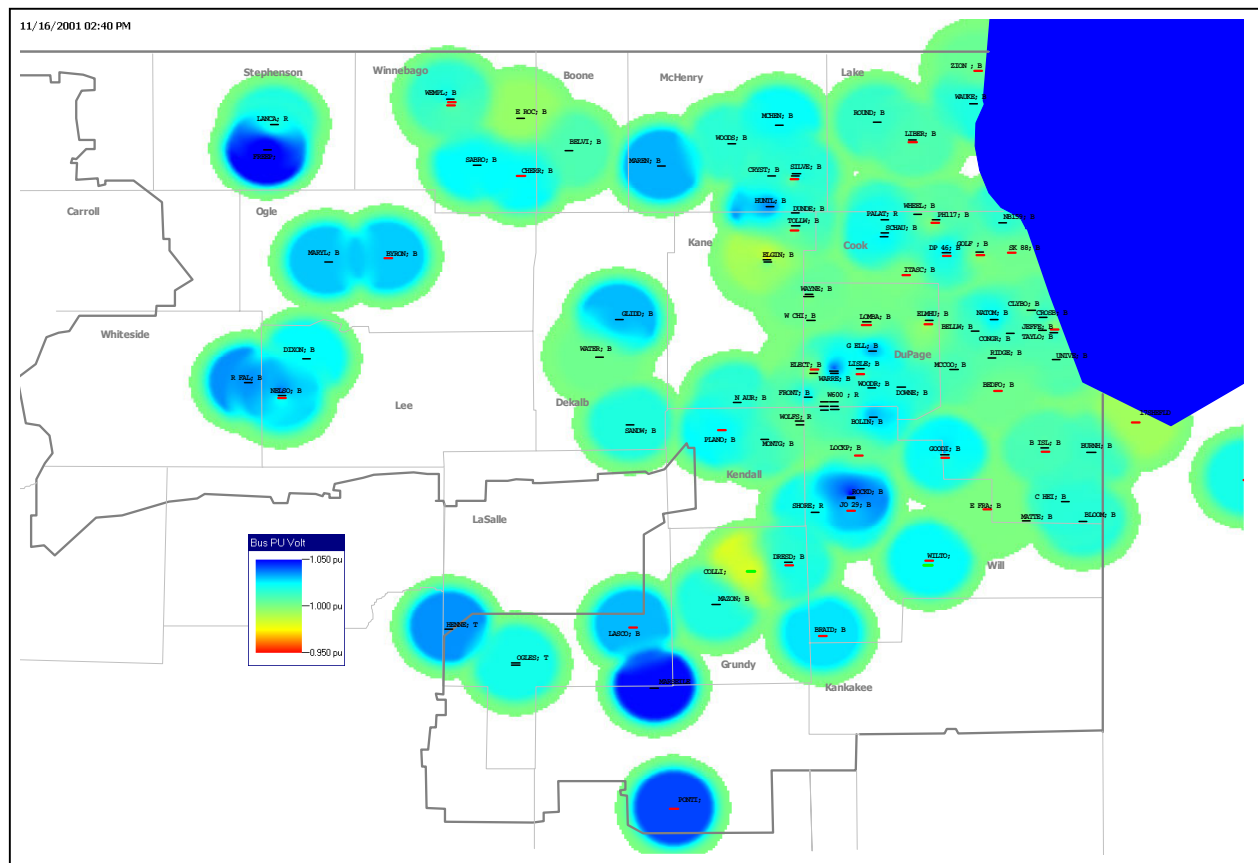 11/16/2001 02:40 PM
ZION ; B
Stephenson
Winnebago
Boone
McHenry
Lake
WEMPL; B
WAUKE; B
LANCA; R
E ROC; B
MCHEN; B
ROUND; B
LIBER; B
BELVI; B
WOODS; B
SABRO; B
CHERR; B
MAREN; B
CRYST; B
SILVE; B
Carroll
Ogle
HUNTL; B
DUNDE; B
TOLLW; B
PALAT; R
WHEEL; B
PH117; B
SCHAU; B
Kane
Cook
DP 46; B
GOLF ; B
SK 88; B
MARYL; B
BYRON; B
ELGIN; B
ITASC; B
WAYNE; B
CLYBO; B
GLIDD; B
W CHI; B
LOMBA; B
ELMHU; B
NATOM; B
CROSB; B
Whiteside
BELLW; B
JEFFE; B
CONGR; B
TAYLO; B
DIXON; B
WATER; B
G ELL; B
DuPage
RIDGE; B
UNIVE; B
ELECT; B
LISLE; B
MCCOO; B
R FAL; B
NELSO; B
WARRE; B
WOODR; B
DOWNE; B
BEDFO; B
Lee
Dekalb
N AUR; B
FRONT; B
W600 ; R
WOLFS; R
BOLIN; B
SANDW; B
PLANO; B
MONTG; B
LOCKP; B
GOODI; B
B ISL; B
BURNH; B
Kendall
ROCKD; B
C HEI; B
LaSalle
SHORE; R
JO 29; B
E FRA; B
MATTE; B
BLOOM; B
Bus PU Volt
1.050 pu
1.000 pu
0.950 pu
COLLI;
DRESD; B
WILTO;
Will
MAZON; B
HENNE; T
LASCO; B
BRAID; B
OGLES; T
Grundy
Kankakee
PONTI;